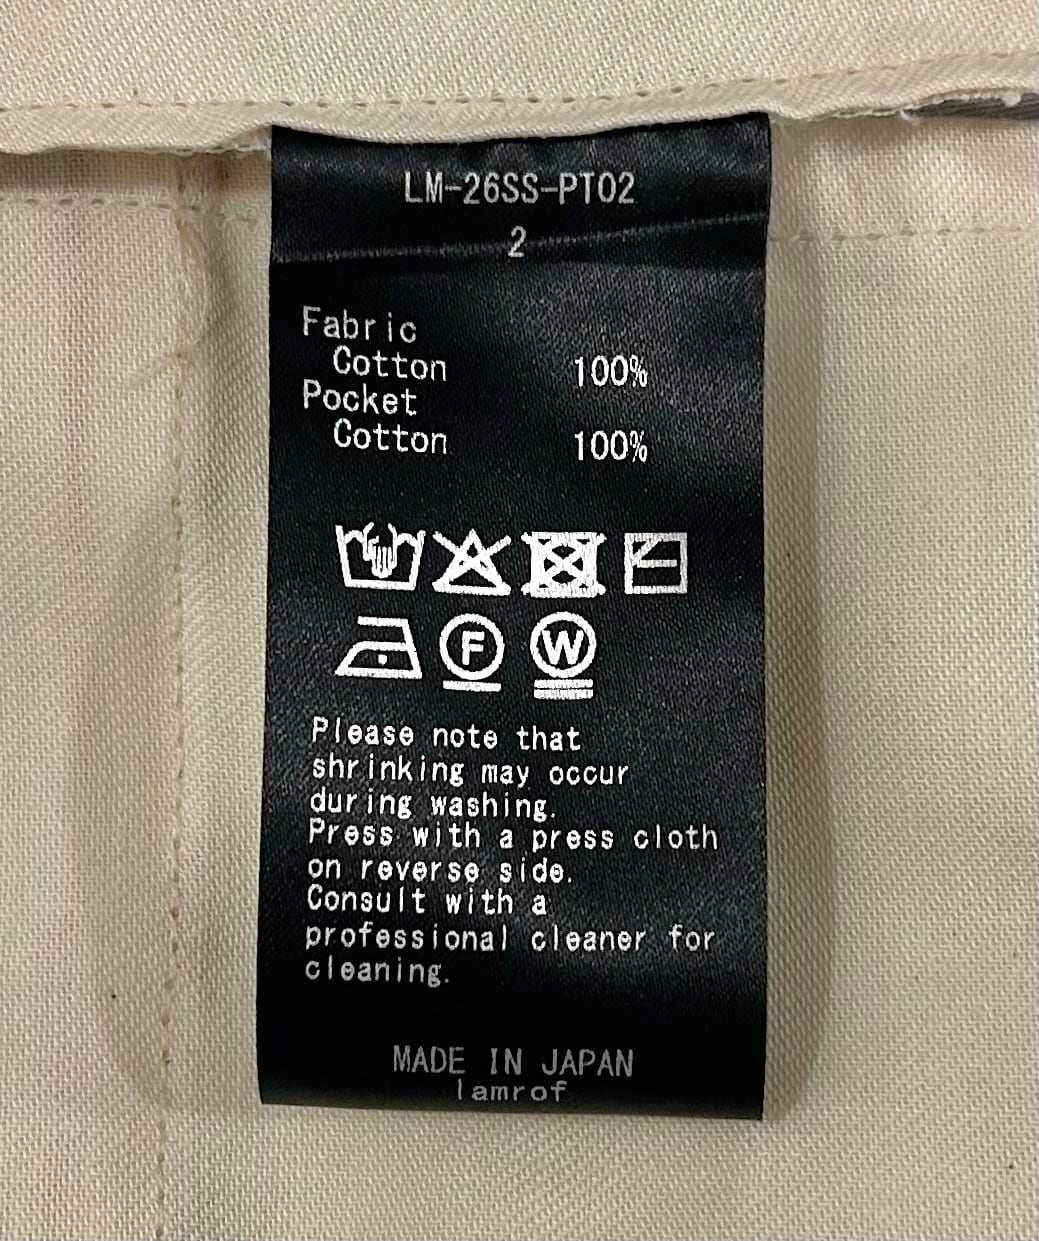 LM-26SS-PT02
2
Fabric
Cotton 100%
Pocket
Cotton 100%
F W
Please note that
shrinking may occur
during washing.
Press with a press cloth
on reverse side.
Consult with a
professional cleaner for
cleaning.
MADE IN JAPAN
lamrof